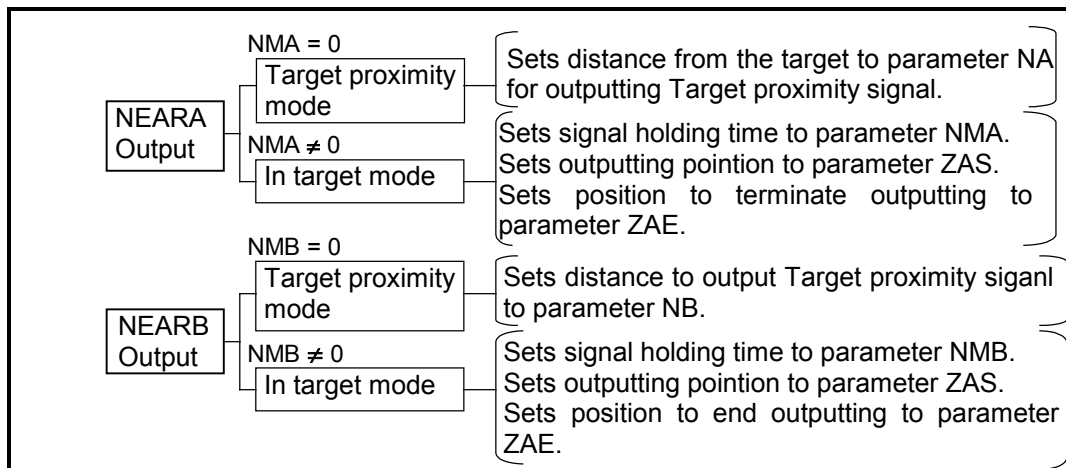 NMA = 0
Target proximity
mode
Sets distance from the target to parameter NA
for outputting Target proximity signal.
NEARA
Output
NMA ≠ 0
In target mode
Sets signal holding time to parameter NMA.
Sets outputting pointion to parameter ZAS.
Sets position to terminate outputting to
parameter ZAE.
NMB = 0
Target proximity
mode
Sets distance to output Target proximity siganl
to parameter NB.
NEARB
Output
NMB ≠ 0
In target mode
Sets signal holding time to parameter NMB.
Sets outputting pointion to parameter ZAS.
Sets position to end outputting to parameter
ZAE.